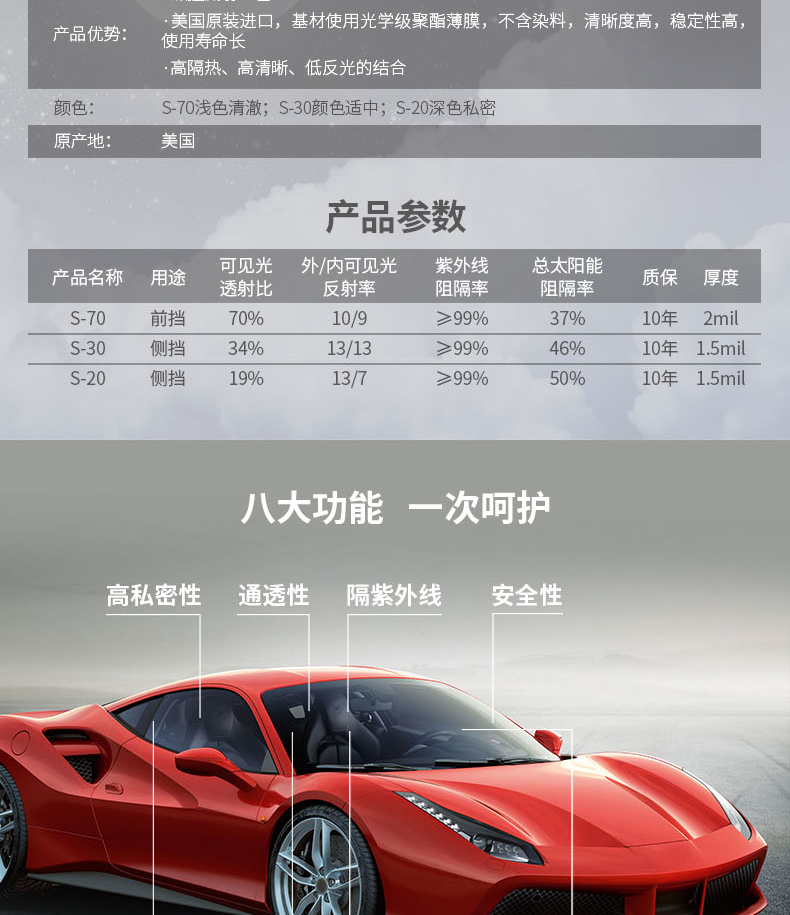 产品优势：
·美国原装进口，基材使用光学级聚酯薄膜，不含染料，清晰度高，稳定性高，
使用寿命长
·高隔热、高清晰、低反光的结合
颜色： S-70浅色清澈；S-30颜色适中；S-20深色私密
原产地： 美国
产品参数
产品名称 用途 可见光透射比 外/内可见光反射率 紫外线阻隔率 总太阳能阻隔率 质保 厚度
S-70 前挡 70% 10/9 ≥99% 37% 10年 2mil
S-30 侧挡 34% 13/13 ≥99% 46% 10年 1.5mil
S-20 侧挡 19% 13/7 ≥99% 50% 10年 1.5mil
八大功能 一次呵护
高私密性 通透性 隔紫外线 安全性